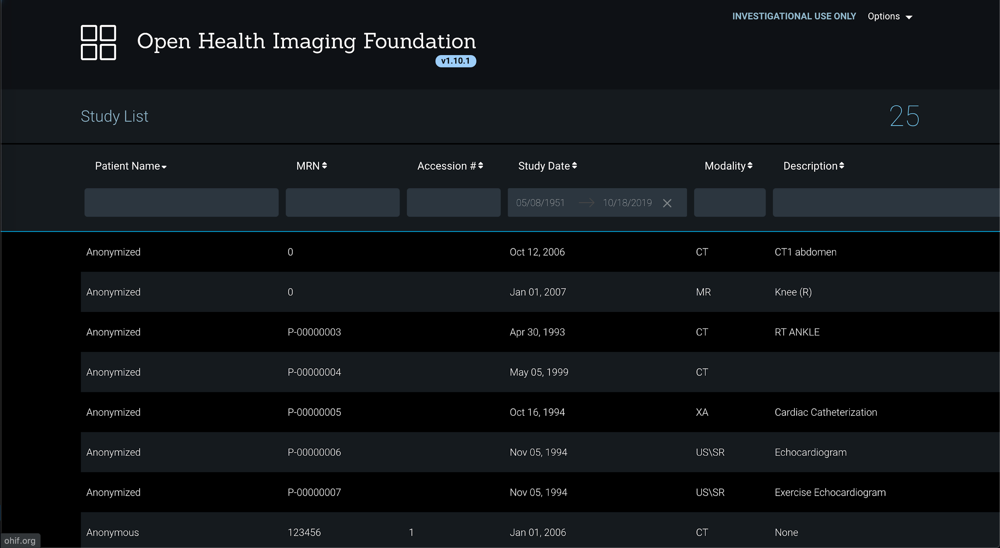 INVESTIGATIONAL USE ONLY Options
Open Health Imaging Foundation
v1.10.1
Study List 25
Patient Name MRN Accession # Study Date Modality Description
05/08/1951 10/18/2019
Anonymized 0 Oct 12, 2006 CT CT1 abdomen
Anonymized 0 Jan 01, 2007 MR Knee (R)
Anonymized P-00000003 Apr 30, 1993 CT RT ANKLE
Anonymized P-00000004 May 05, 1999 CT
Anonymized P-00000005 Oct 16, 1994 XA Cardiac Catheterization
Anonymized P-00000006 Nov 05, 1994 US\SR Echocardiogram
Anonymized P-00000007 Nov 05, 1994 US\SR Exercise Echocardiogram
Anonymous 123456 1 Jan 01, 2006 CT None
ohif.org